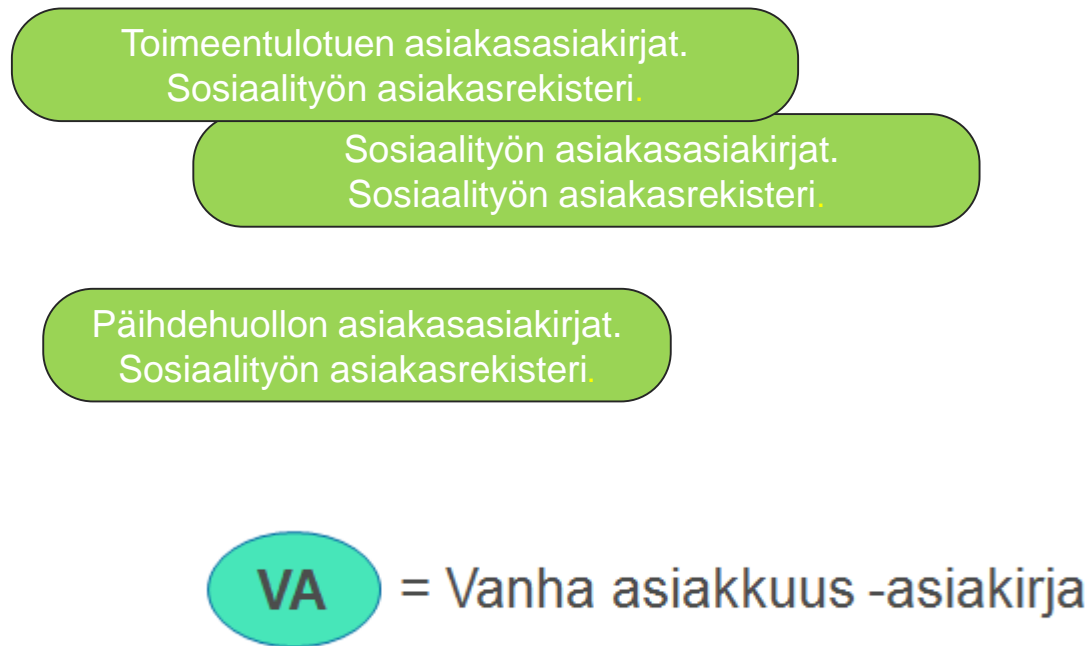 Toimeentulotuen asiakasasiakirjat.
Sosiaalityön asiakasrekisteri.
Sosiaalityön asiakasasiakirjat.
Sosiaalityön asiakasrekisteri.
Päihdehuollon asiakasasiakirjat.
Sosiaalityön asiakasrekisteri.
VA = Vanha asiakkuus -asiakirja